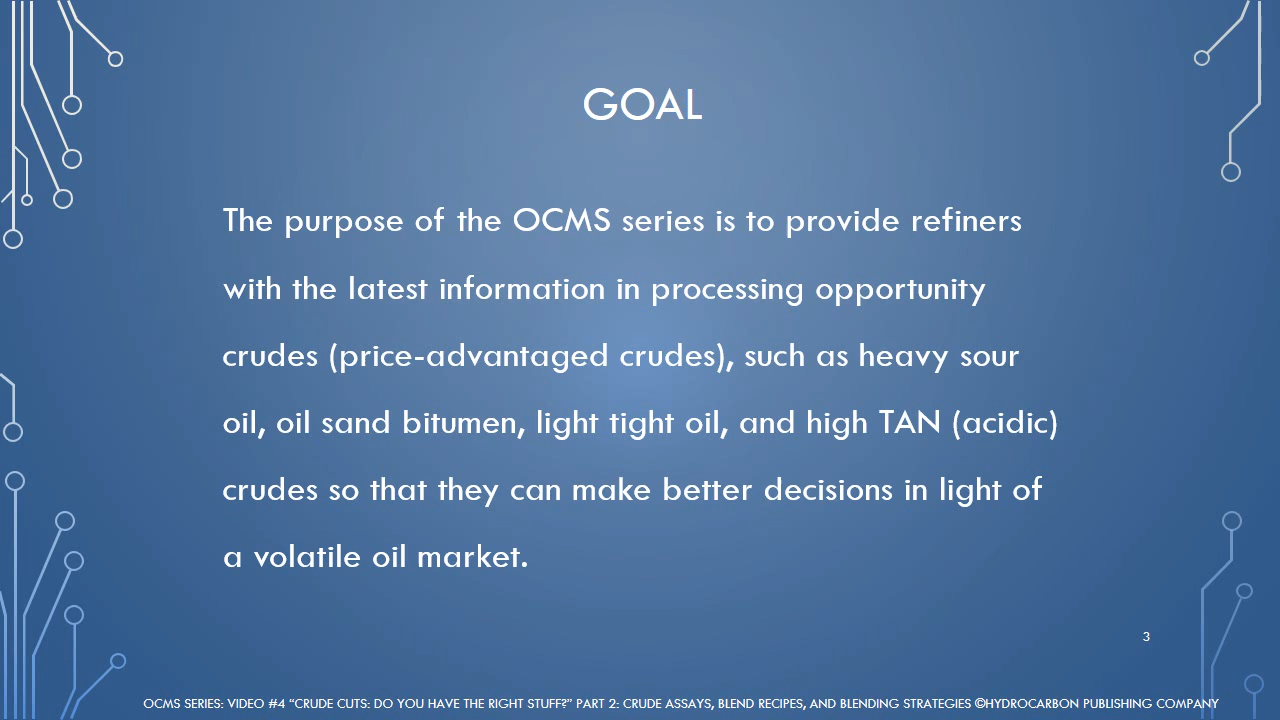 GOAL
The purpose of the OCMS series is to provide refiners
with the latest information in processing opportunity
crudes (price-advantaged crudes), such as heavy sour
oil, oil sand bitumen, light tight oil, and high TAN (acidic)
crudes so that they can make better decisions in light of
a volatile oil market.
3
OCMS SERIES: VIDEO #4 “CRUDE CUTS: DO YOU HAVE THE RIGHT STUFF?” PART 2: CRUDE ASSAYS, BLEND RECIPES, AND BLENDING STRATEGIES ©HYDROCARBON PUBLISHING COMPANY